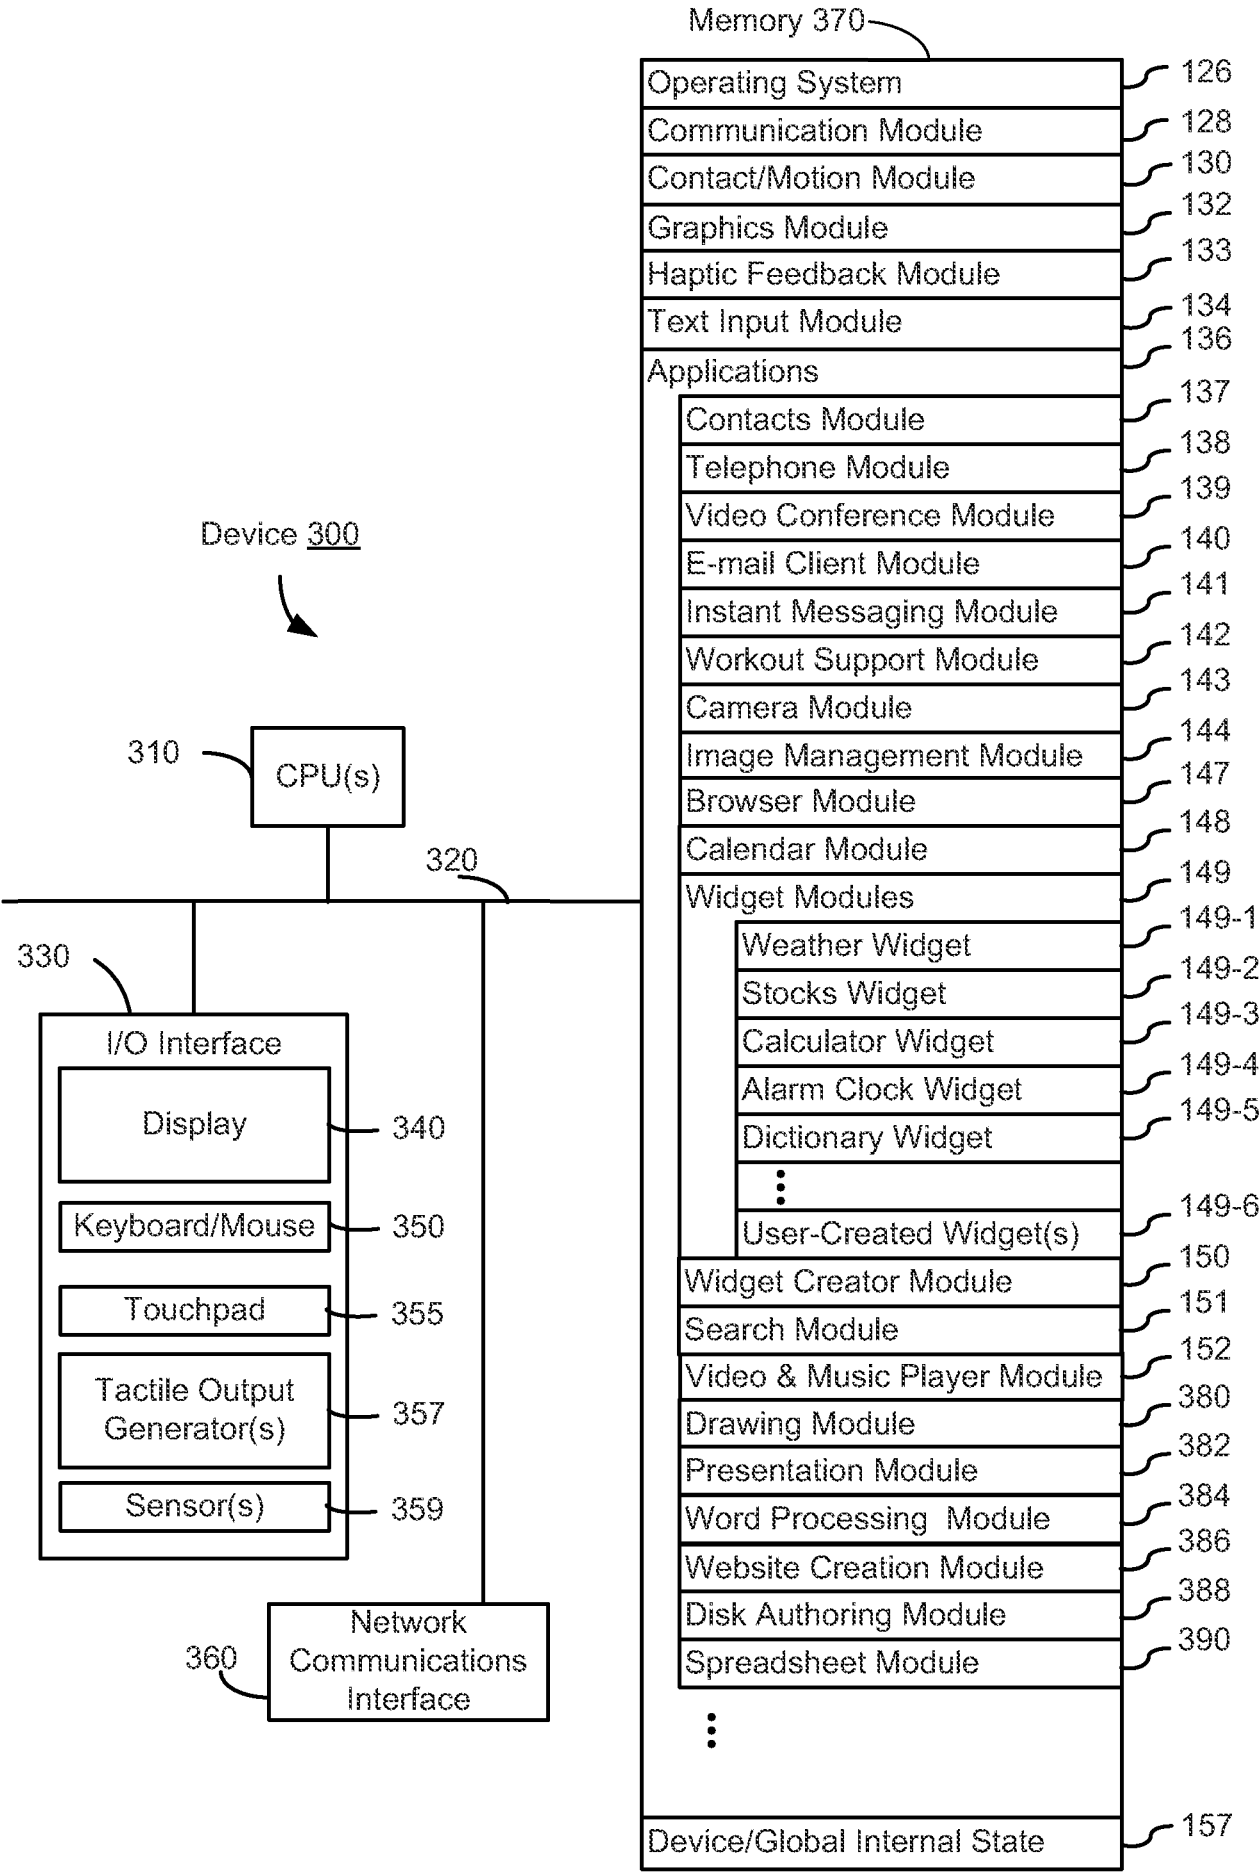 Memory 370
Operating System 126
Communication Module 128
Contact/Motion Module 130
Graphics Module 132
Haptic Feedback Module 133
Text Input Module 134
Applications 136
Contacts Module 137
Telephone Module 138
Video Conference Module 139
E-mail Client Module 140
Instant Messaging Module 141
Workout Support Module 142
Camera Module 143
Image Management Module 144
Browser Module 147
Calendar Module 148
Widget Modules 149
Weather Widget 149-1
Stocks Widget 149-2
Calculator Widget 149-3
Alarm Clock Widget 149-4
Dictionary Widget 149-5
User-Created Widget(s) 149-6
Widget Creator Module 150
Search Module 151
Video & Music Player Module 152
Drawing Module 380
Presentation Module 382
Word Processing Module 384
Website Creation Module 386
Disk Authoring Module 388
Spreadsheet Module 390
Device/Global Internal State 157
Device 300
310
CPU(s)
320
330
I/O Interface
Display 340
Keyboard/Mouse 350
Touchpad 355
Tactile Output
Generator(s) 357
Sensor(s) 359
360
Network
Communications
Interface